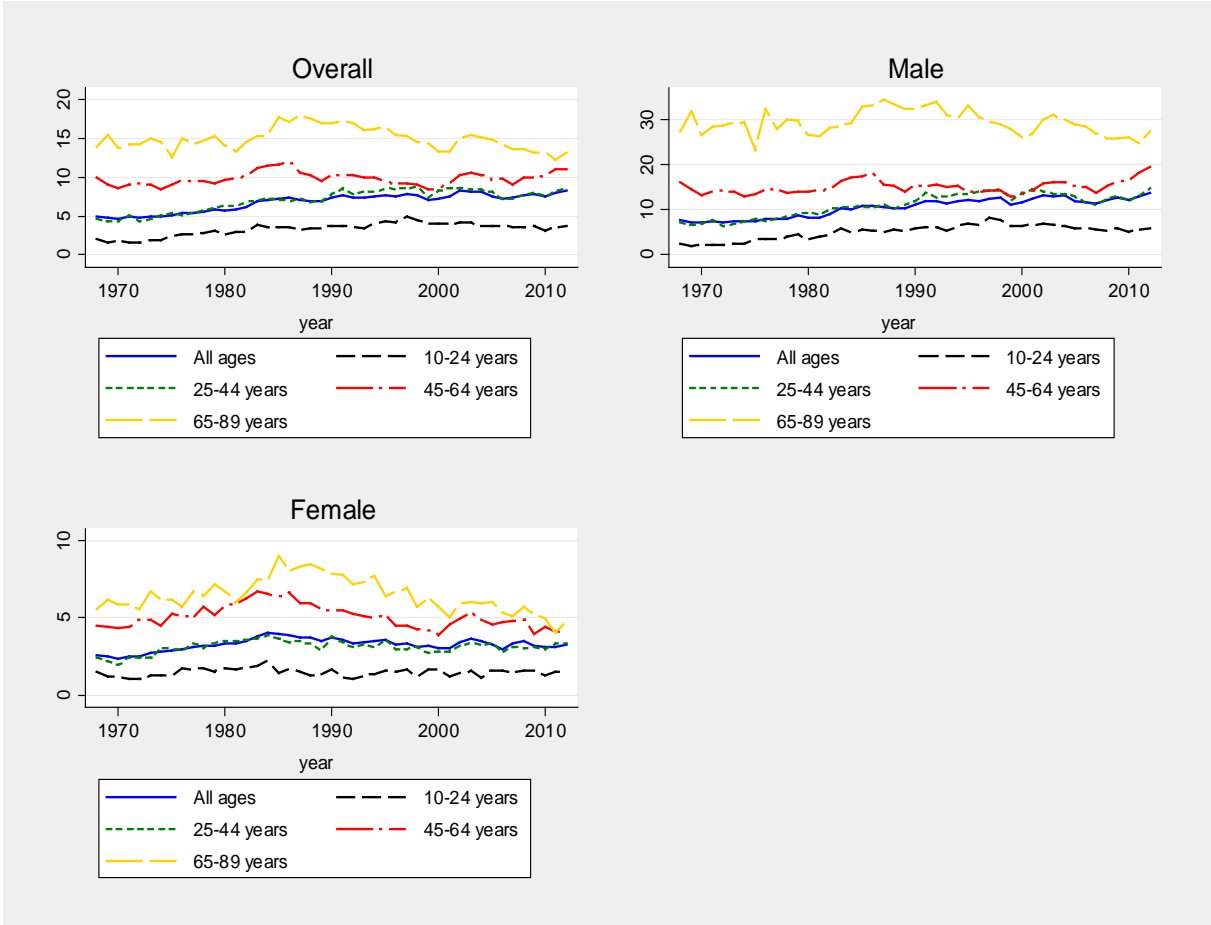 Overall
20
15
10
5
0
1970 1980 1990 2000 2010
year
All ages 10-24 years
25-44 years 45-64 years
65-89 years
Male
30
20
10
0
1970 1980 1990 2000 2010
year
All ages 10-24 years
25-44 years 45-64 years
65-89 years
Female
10
5
0
1970 1980 1990 2000 2010
year
All ages 10-24 years
25-44 years 45-64 years
65-89 years